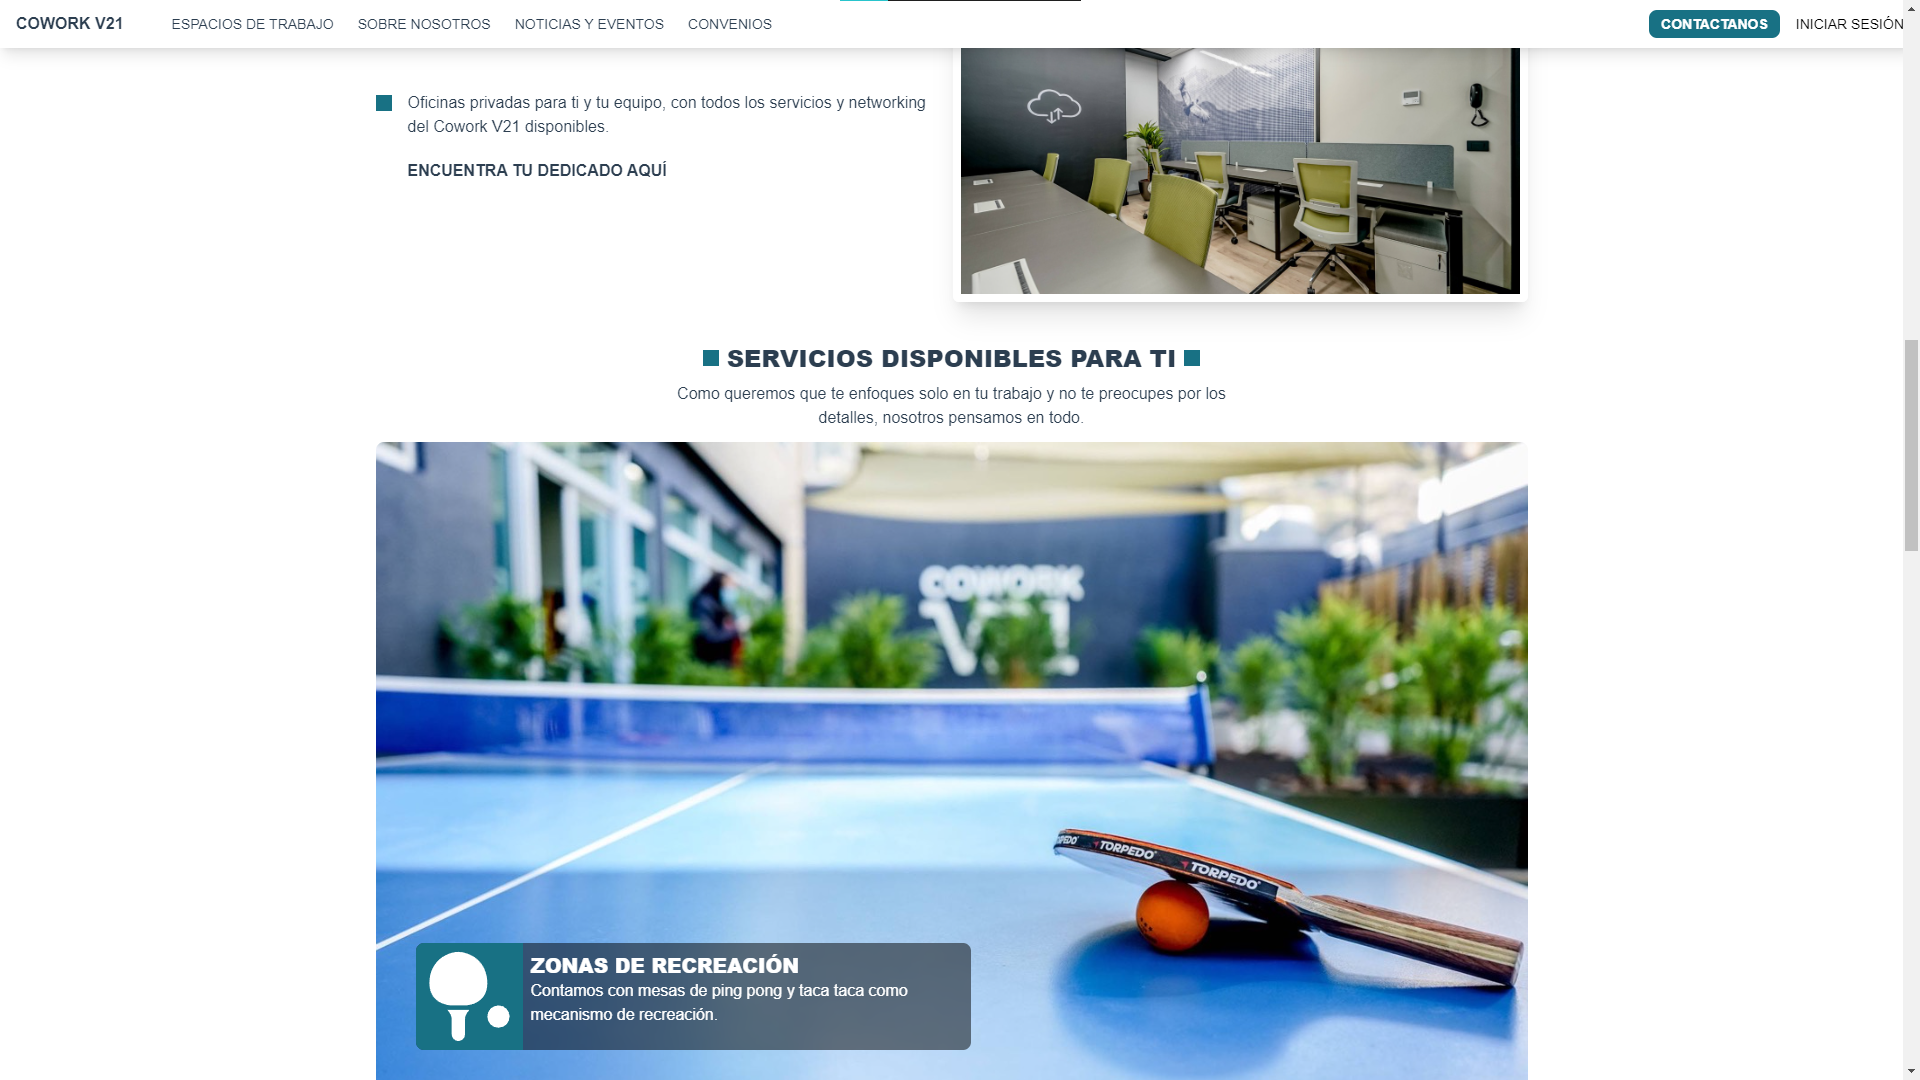 COWORK V21
ESPACIOS DE TRABAJO
SOBRE NOSOTROS
NOTICIAS Y EVENTOS
CONVENIOS
CONTACTANOS
INICIAR SESIÓN
Oficinas privadas para ti y tu equipo, con todos los servicios y networking
del Cowork V21 disponibles.
ENCUENTRA TU DEDICADO AQUÍ
SERVICIOS DISPONIBLES PARA TI
Como queremos que te enfoques solo en tu trabajo y no te preocupes por los
detalles, nosotros pensamos en todo.
COWORK
V21
TORPEDO
TORPEDO
ZONAS DE RECREACIÓN
Contamos con mesas de ping pong y taca taca como
mecanismo de recreación.